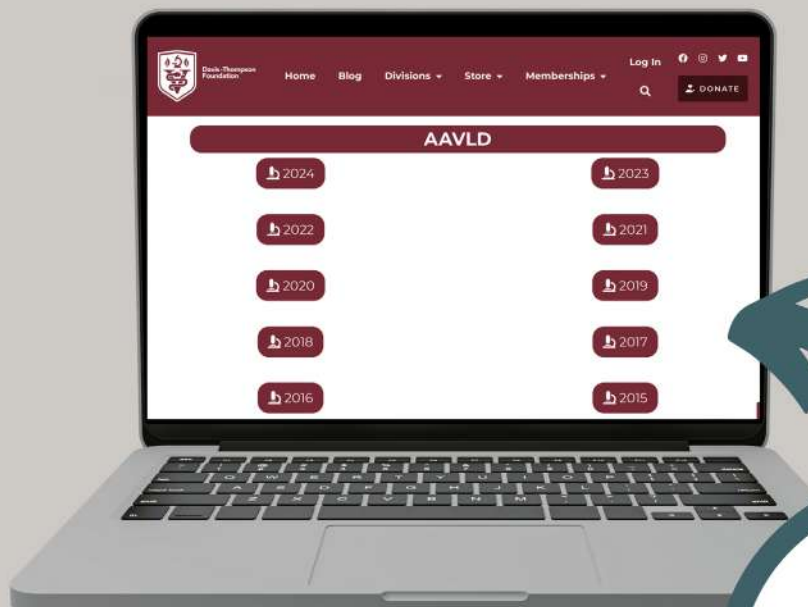 Davis-Thompson
Foundation
Home Blog Divisions Store Memberships
Log In
DONATE
AAVLD
2024 2023
2022 2021
2020 2019
2018 2017
2016 2015